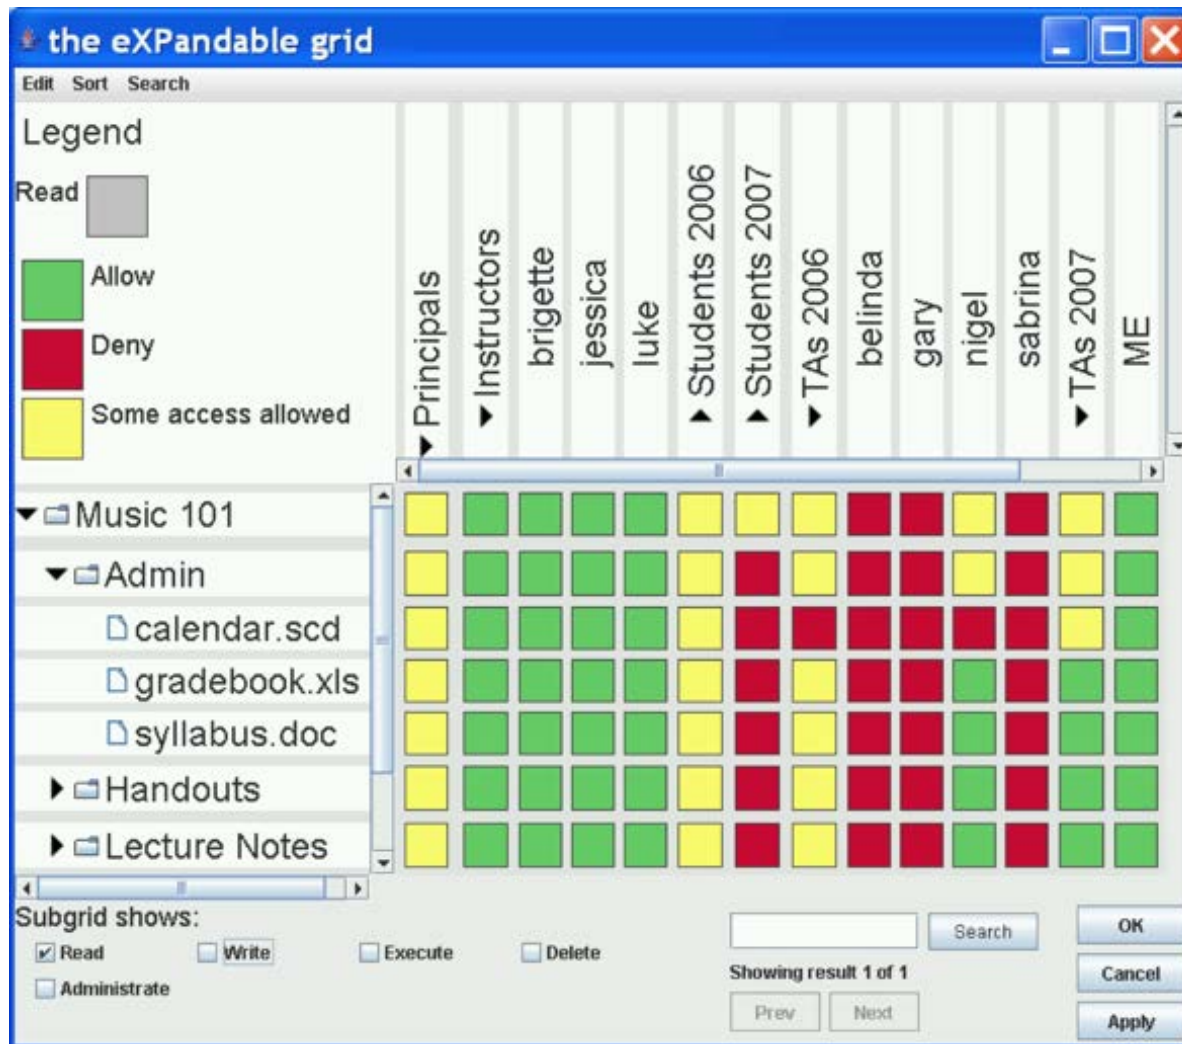 the eXPandable grid
Edit Sort Search
Legend
Read
Allow
Deny
Some access allowed
Principals
Instructors
brigette
jessica
luke
Students 2006
Students 2007
TAs 2006
belinda
gary
nigel
sabrina
TAs 2007
ME
Music 101
Admin
calendar.scd
gradebook.xls
syllabus.doc
Handouts
Lecture Notes
Subgrid shows:
Read Write Execute Delete
Administrate
Search
Showing result 1 of 1
Prev Next
OK
Cancel
Apply